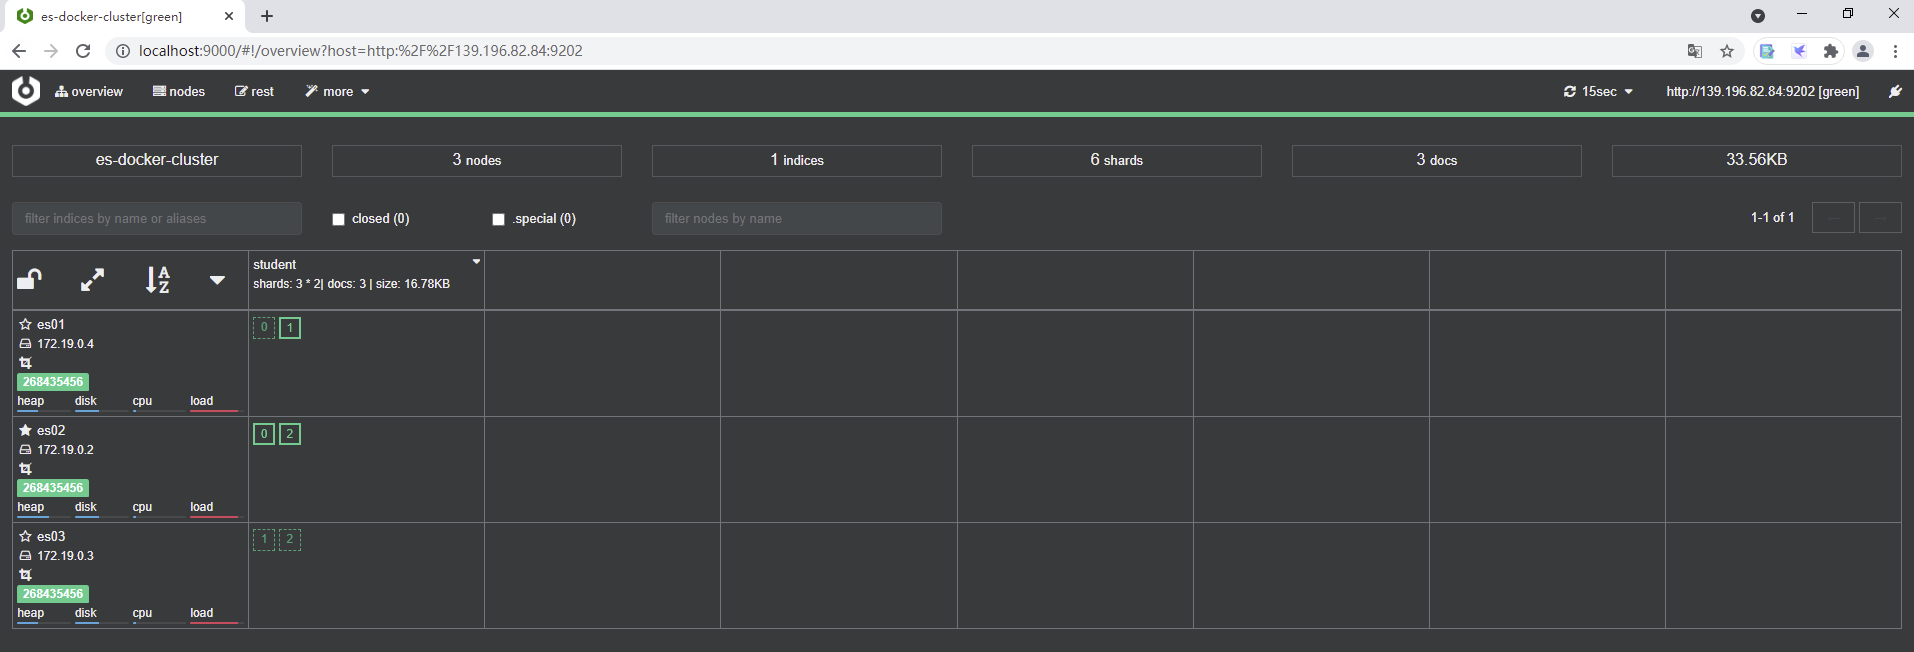 es-docker-cluster[green]
localhost:9000/#!/overview?host=http:%2F%2F139.196.82.84:9202
overview nodes rest more 15sec http://139.196.82.84:9202 [green]
es-docker-cluster 3 nodes 1 indices 6 shards 3 docs 33.56KB
filter indices by name or aliases closed (0) .special (0) filter nodes by name 1-1 of 1
A
Z
student
shards: 3 * 2| docs: 3 | size: 16.78KB
es01 0 1
172.19.0.4
268435456
heap disk cpu load
es02 0 2
172.19.0.2
268435456
heap disk cpu load
es03 1 2
172.19.0.3
268435456
heap disk cpu load